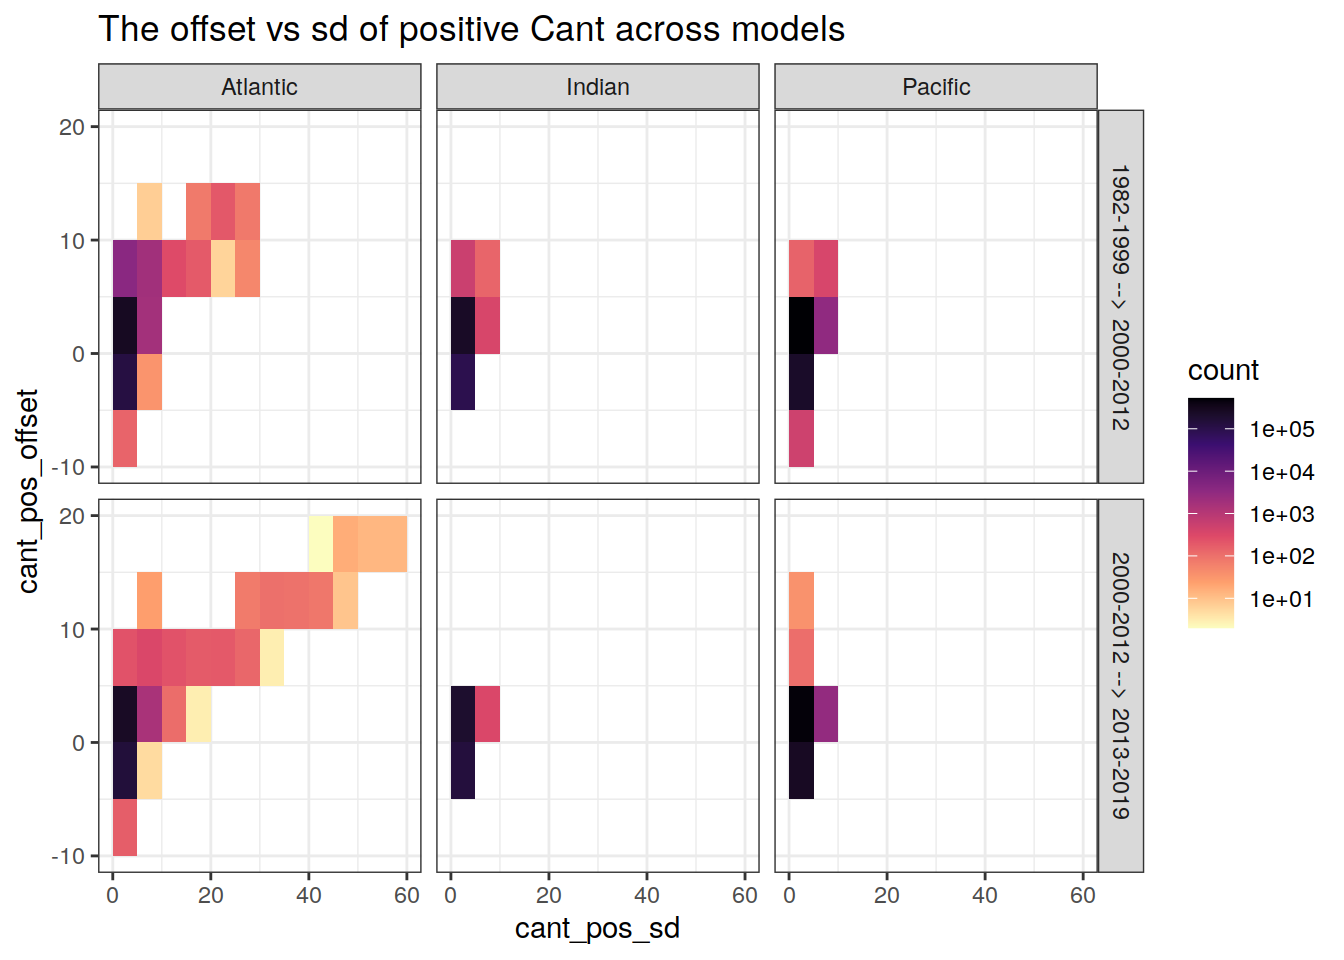 The offset vs sd of positive Cant across models
Atlantic
Indian
Pacific
20
10
0
-10
1982-1999 --> 2000-2012
20
10
0
-10
2000-2012 --> 2013-2019
0
20
40
60
0
20
40
60
0
20
40
60
cant_pos_sd
cant_pos_offset
count
1e+05
1e+04
1e+03
1e+02
1e+01